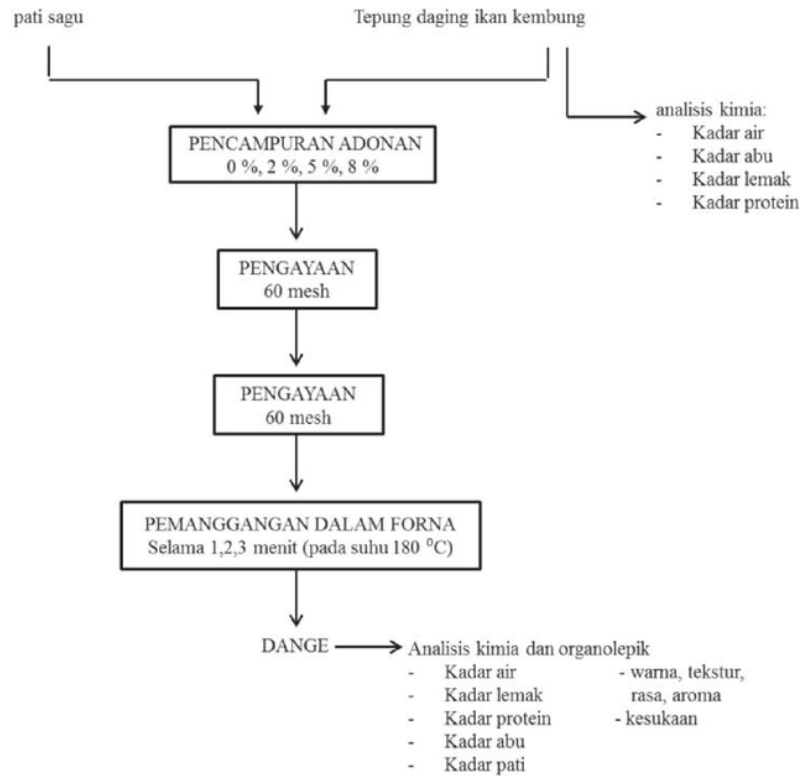 pati sagu
Tepung daging ikan kembung
analisis kimia:
- Kadar air
- Kadar abu
- Kadar lemak
- Kadar protein
PENCAMPURAN ADONAN
0 %, 2 %, 5 %, 8 %
PENGAYAAN
60 mesh
PENGAYAAN
60 mesh
PEMANGGANGAN DALAM FORNA
Selama 1,2,3 menit (pada suhu 180 ⁰C)
DANGE
Analisis kimia dan organolepik
- Kadar air
- Kadar lemak
- Kadar protein
- Kadar abu
- Kadar pati
- warna, tekstur,
rasa, aroma
- kesukaan